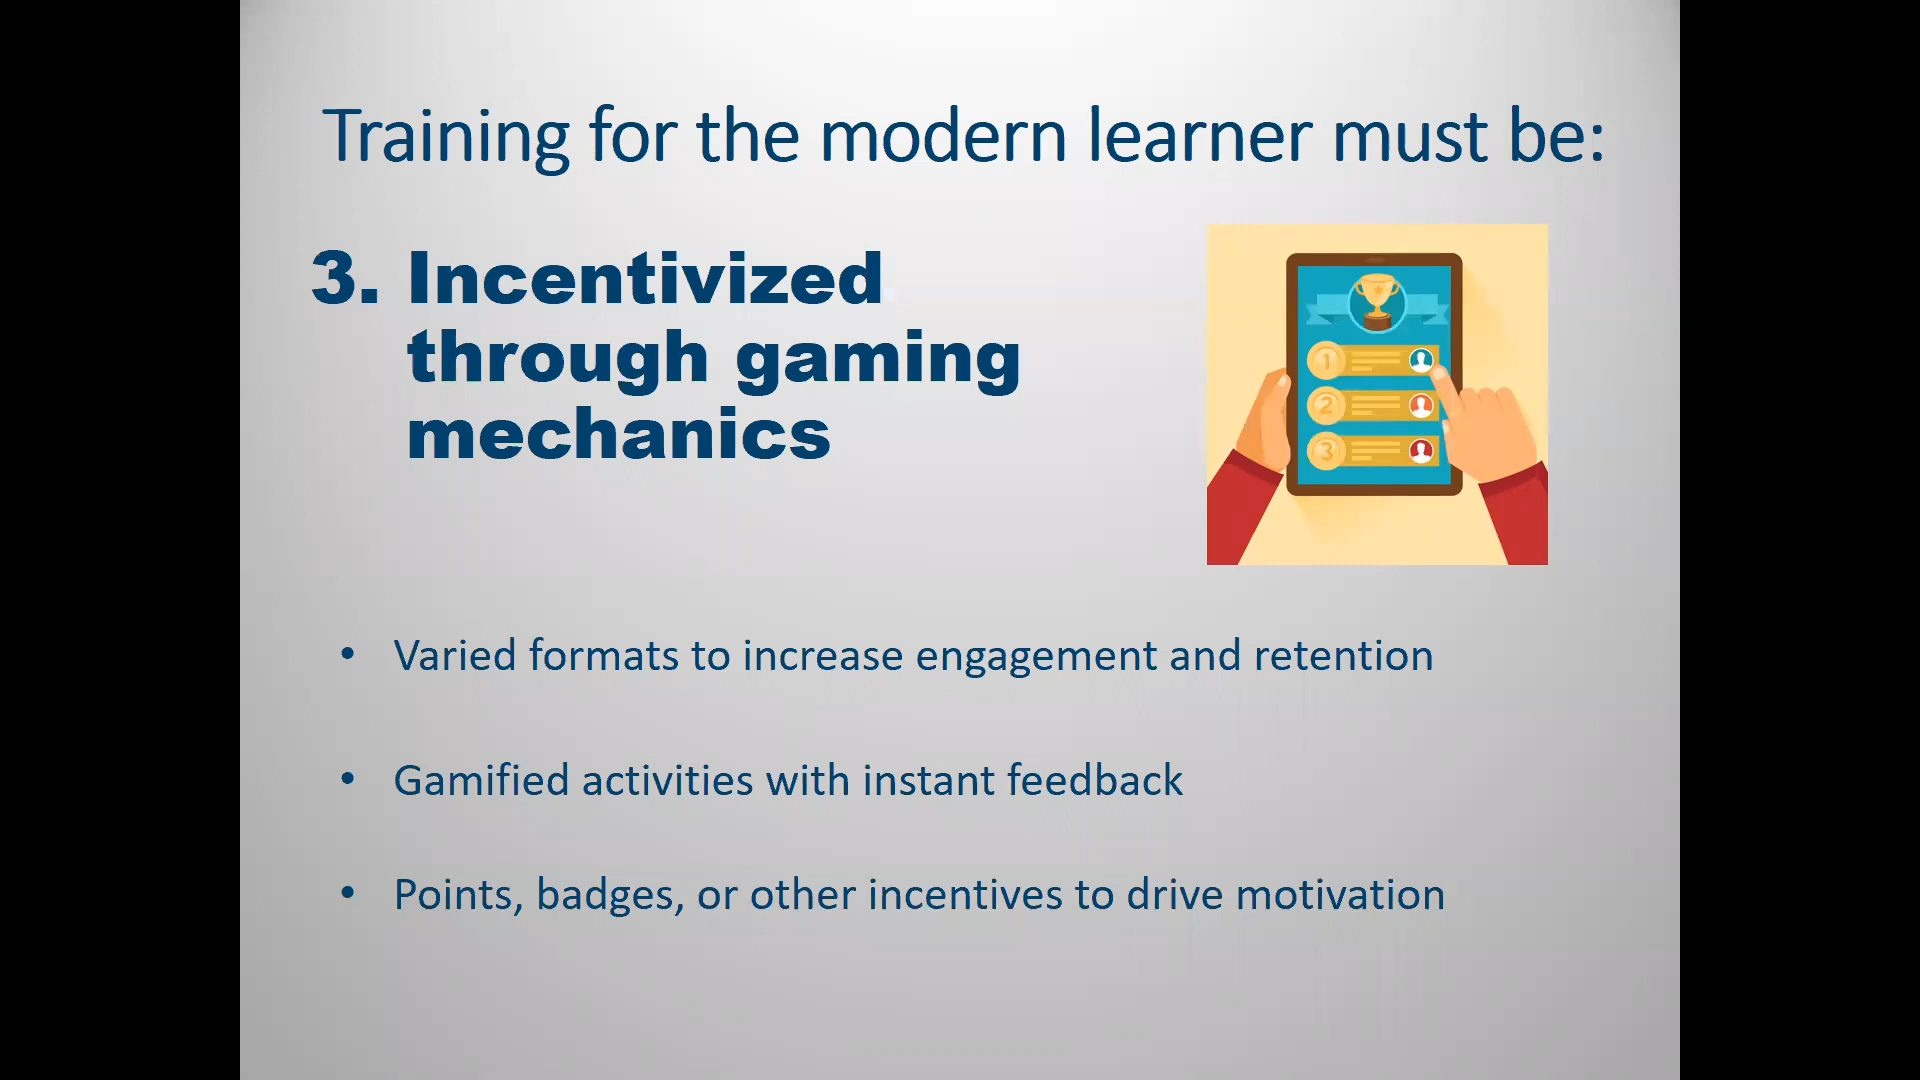 Training for the modern learner must be:
3. Incentivized
through gaming
mechanics
1
2
3
• Varied formats to increase engagement and retention
• Gamified activities with instant feedback
• Points, badges, or other incentives to drive motivation